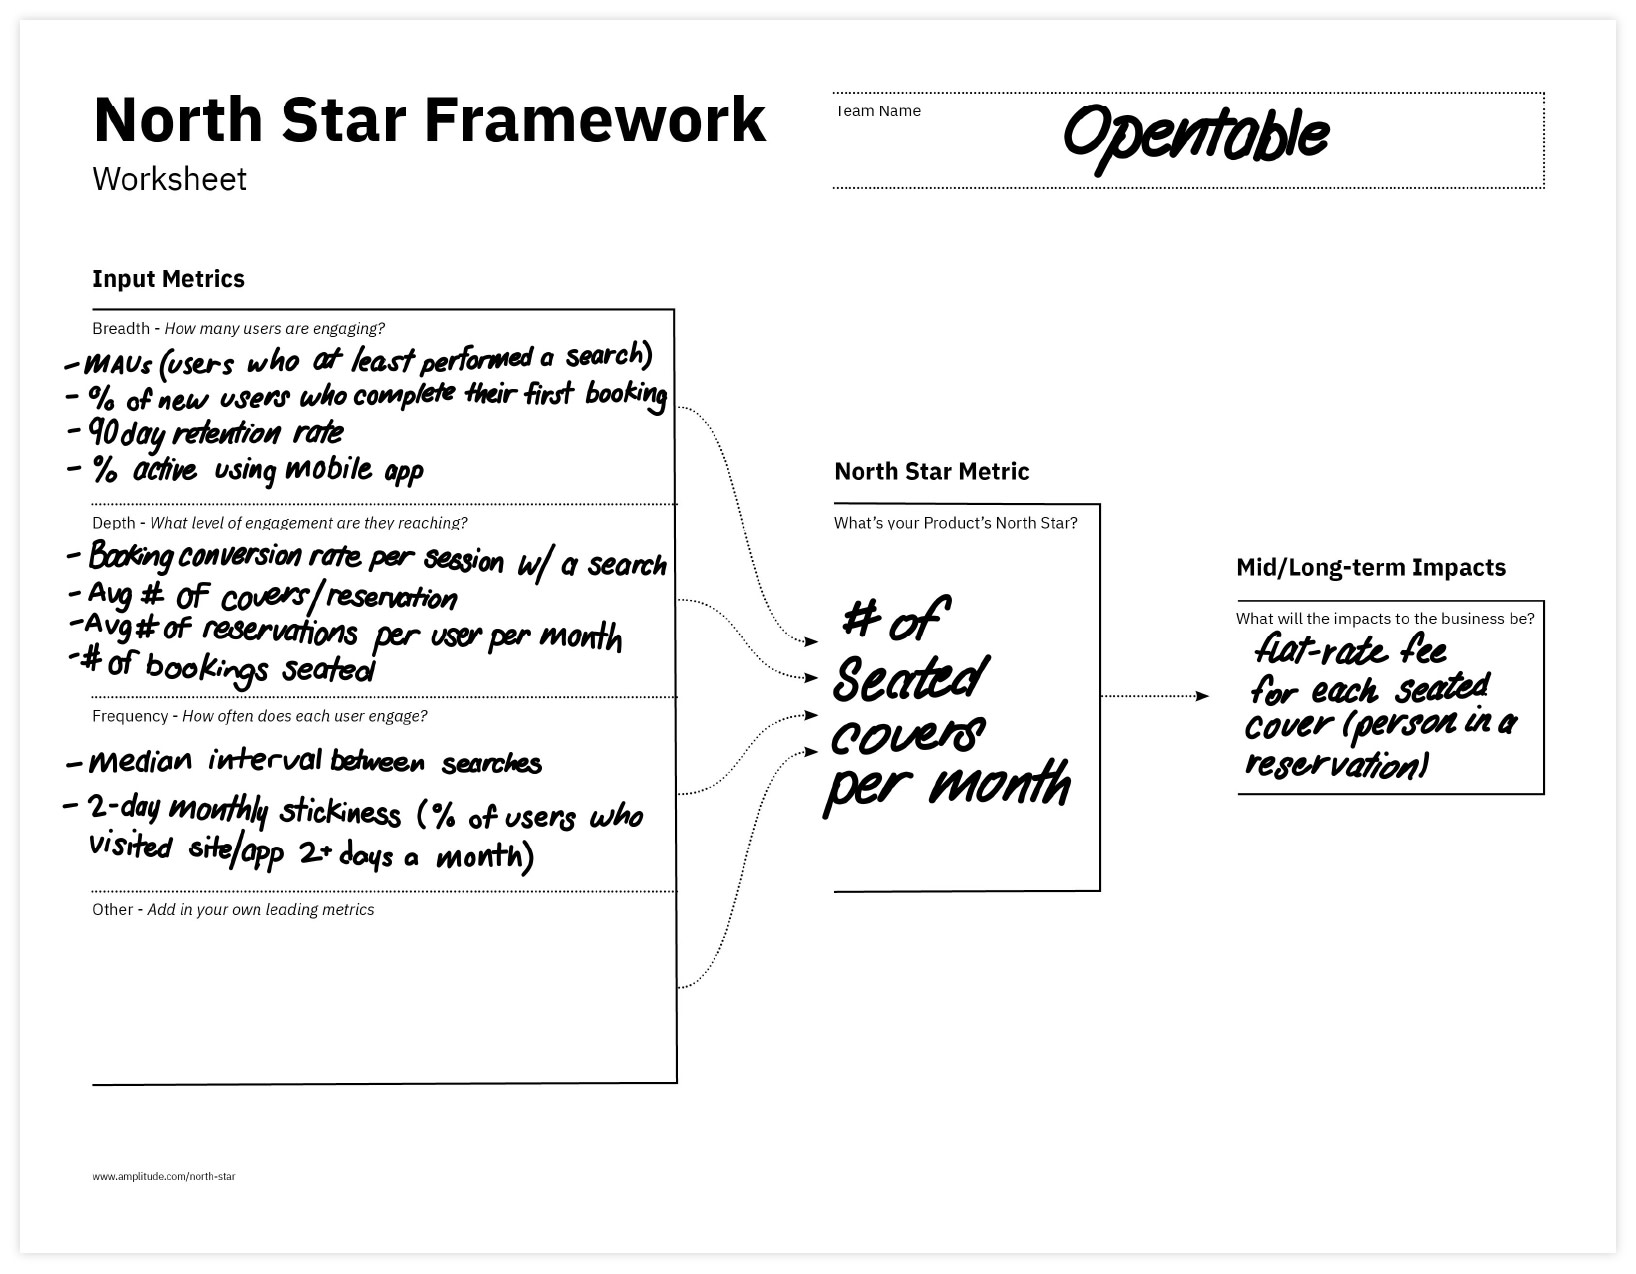 North Star Framework
Worksheet
Team Name
Opentable
Input Metrics
Breadth - How many users are engaging?
- MAUs (users who at least performed a search)
- % of new users who complete their first booking
- 90 day retention rate
- % active using mobile app
Depth - What level of engagement are they reaching?
- Booking conversion rate per session w/ a search
- Avg # of covers/reservation
- Avg # of reservations per user per month
- # of bookings seated
Frequency - How often does each user engage?
- Median interval between searches
- 2-day monthly stickiness (% of users who
visited site/app 2+ days a month)
Other - Add in your own leading metrics
North Star Metric
What's your Product's North Star?
# of
Seated
covers
per month
Mid/Long-term Impacts
What will the impacts to the business be?
flat-rate fee
for each seated
cover (person in a
reservation)
www.amplitude.com/north-star